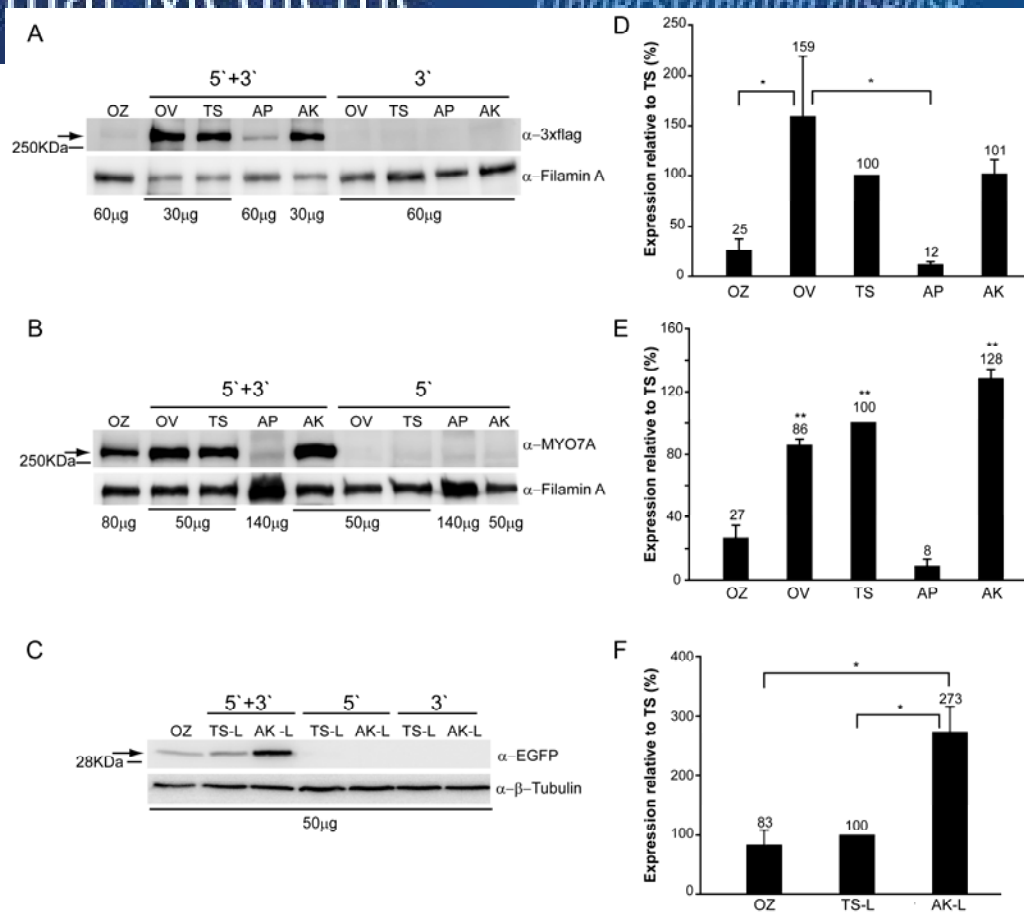 A
5`+3`
3`
OZ OV TS AP AK OV TS AP AK
250KDa
α-3xflag
α-Filamin A
60µg 30µg 60µg 30µg 60µg
B
5`+3`
5`
OZ OV TS AP AK OV TS AP AK
250KDa
α-MYO7A
α-Filamin A
80µg 50µg 140µg 50µg 140µg 50µg
C
5`+3` 5` 3`
OZ TS-L AK -L TS-L AK-L TS-L AK-L
28KDa
α-EGFP
α-β-Tubulin
50µg
D
Expression relative to TS (%)
250
200
150
100
50
0
* *
25 159 100 12 101
OZ OV TS AP AK
E
Expression relative to TS (%)
160
120
80
40
0
** ** **
27 86 100 8 128
OZ OV TS AP AK
F
Expression relative to TS (%)
400
300
200
100
0
* *
83 100 273
OZ TS-L AK-L